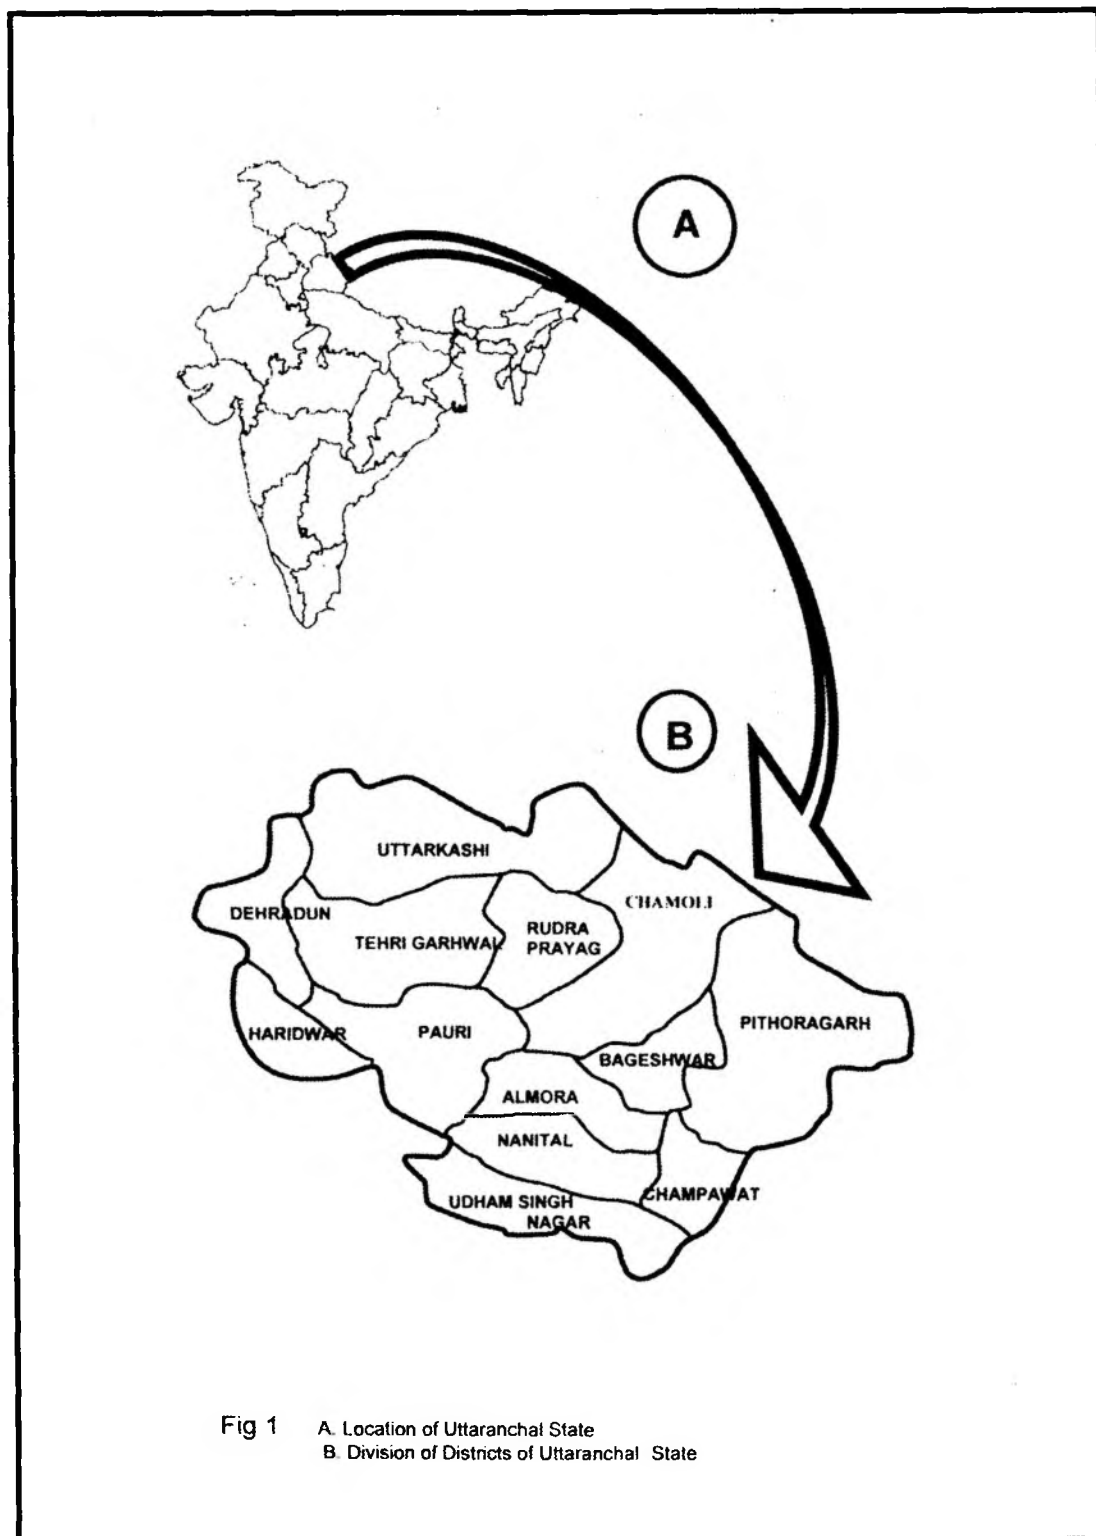 A
B
UTTARKASHI
CHAMOLI
DEHRADUN
TEHRI GARHWAL
RUDRA
PRAYAG
PITHORAGARH
HARIDWAR
PAURI
BAGESHWAR
ALMORA
NANITAL
CHAMPAWAT
UDHAM SINGH
NAGAR
Fig 1 A. Location of Uttaranchal State
B. Division of Districts of Uttaranchal State